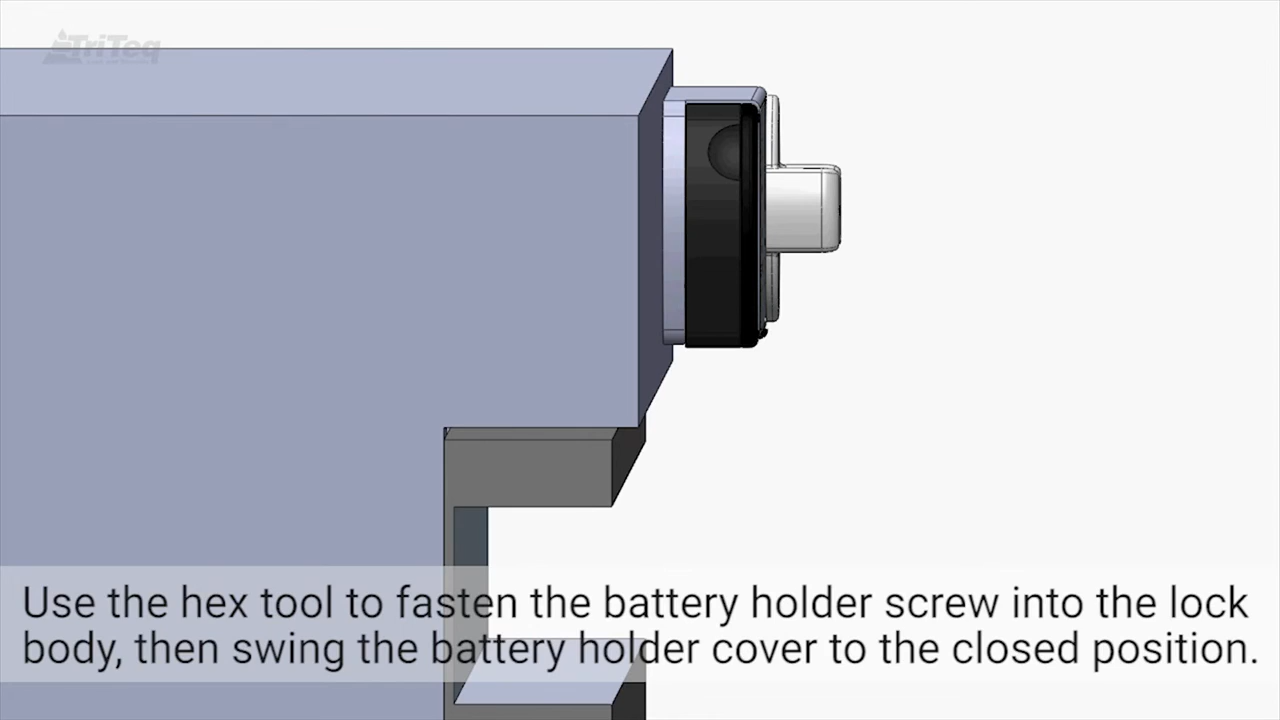 TriTeq
Use the hex tool to fasten the battery holder screw into the lock
body, then swing the battery holder cover to the closed position.